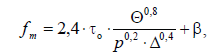 f_m = 2,4 · τ_o · Θ^{0,8} / (p^{0,2} · Δ^{0,4}) + β,